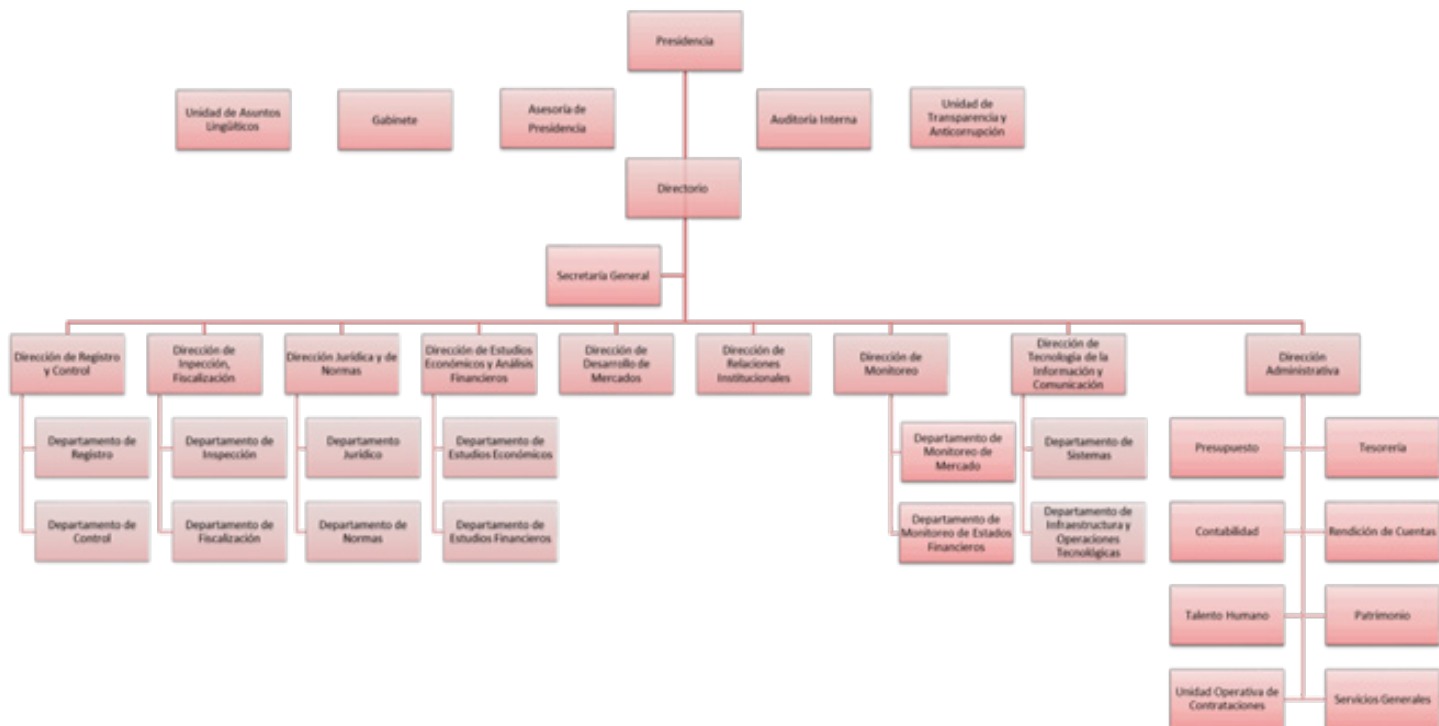 Presidencia
Unidad de Asuntos
Lingüíticos
Gabinete
Asesoría de
Presidencia
Auditoría Interna
Unidad de
Transparencia y
Anticorrupción
Directorio
Secretaría General
Dirección de Registro
y Control
Dirección de
Inpección,
Fiscalización
Dirección Jurídica y de
Normas
Dirección de Estudios
Económicos y Análisis
Financieros
Dirección de
Desarrollo de
Mercados
Dirección de
Relaciones
Institucionales
Dirección de
Monitoreo
Dirección de
Tecnología de la
Información y
Comunicación
Dirección
Administrativa
Departamento de
Registro
Departamento de
Inspección
Departamento
Jurídico
Departamento de
Estudios Económicos
Departamento de
Monitoreo de
Mercado
Departamento de
Sistemas
Presupuesto
Tesorería
Departamento de
Control
Departamento de
Fiscalización
Departamento de
Normas
Departamento de
Estudios Financieros
Departamento de
Monitoreo de Estados
Financieros
Departamento de
Infraestructura y
Operaciones
Tecnológicas
Contabilidad
Rendición de Cuentas
Talento Humano
Patrimonio
Unidad Operativa de
Contrataciones
Servicios Generales